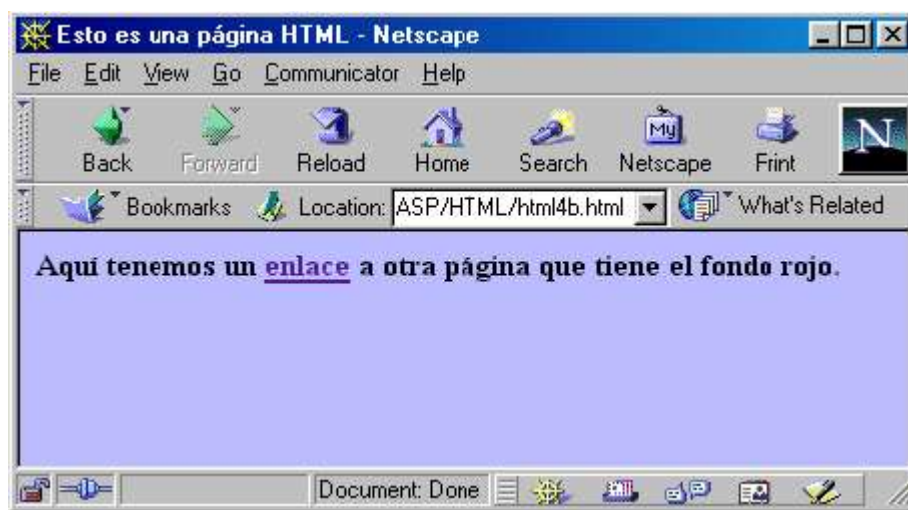 Esto es una página HTML - Netscape
File Edit View Go Communicator Help
Back Forward Reload Home Search Netscape Print
My
N
Bookmarks Location: ASP/HTML/html4b.html What's Related
Aquí tenemos un enlace a otra página que tiene el fondo rojo.
Document: Done